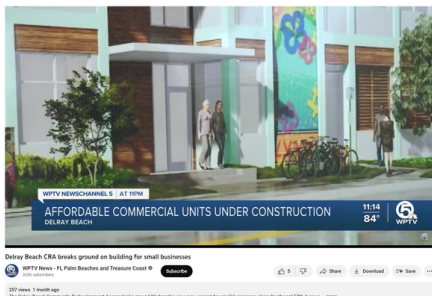 WPTV NEWSCHANNEL 5 | AT 11PM
AFFORDABLE COMMERCIAL UNITS UNDER CONSTRUCTION
DELRAY BEACH
11:14
84°
5
WPTV
Delray Beach CRA breaks ground on building for small businesses
WPTV News - FL Palm Beaches and Treasure Coast
subscribers
Subscribe
5
Share
Download
Save
157 views 1 month ago